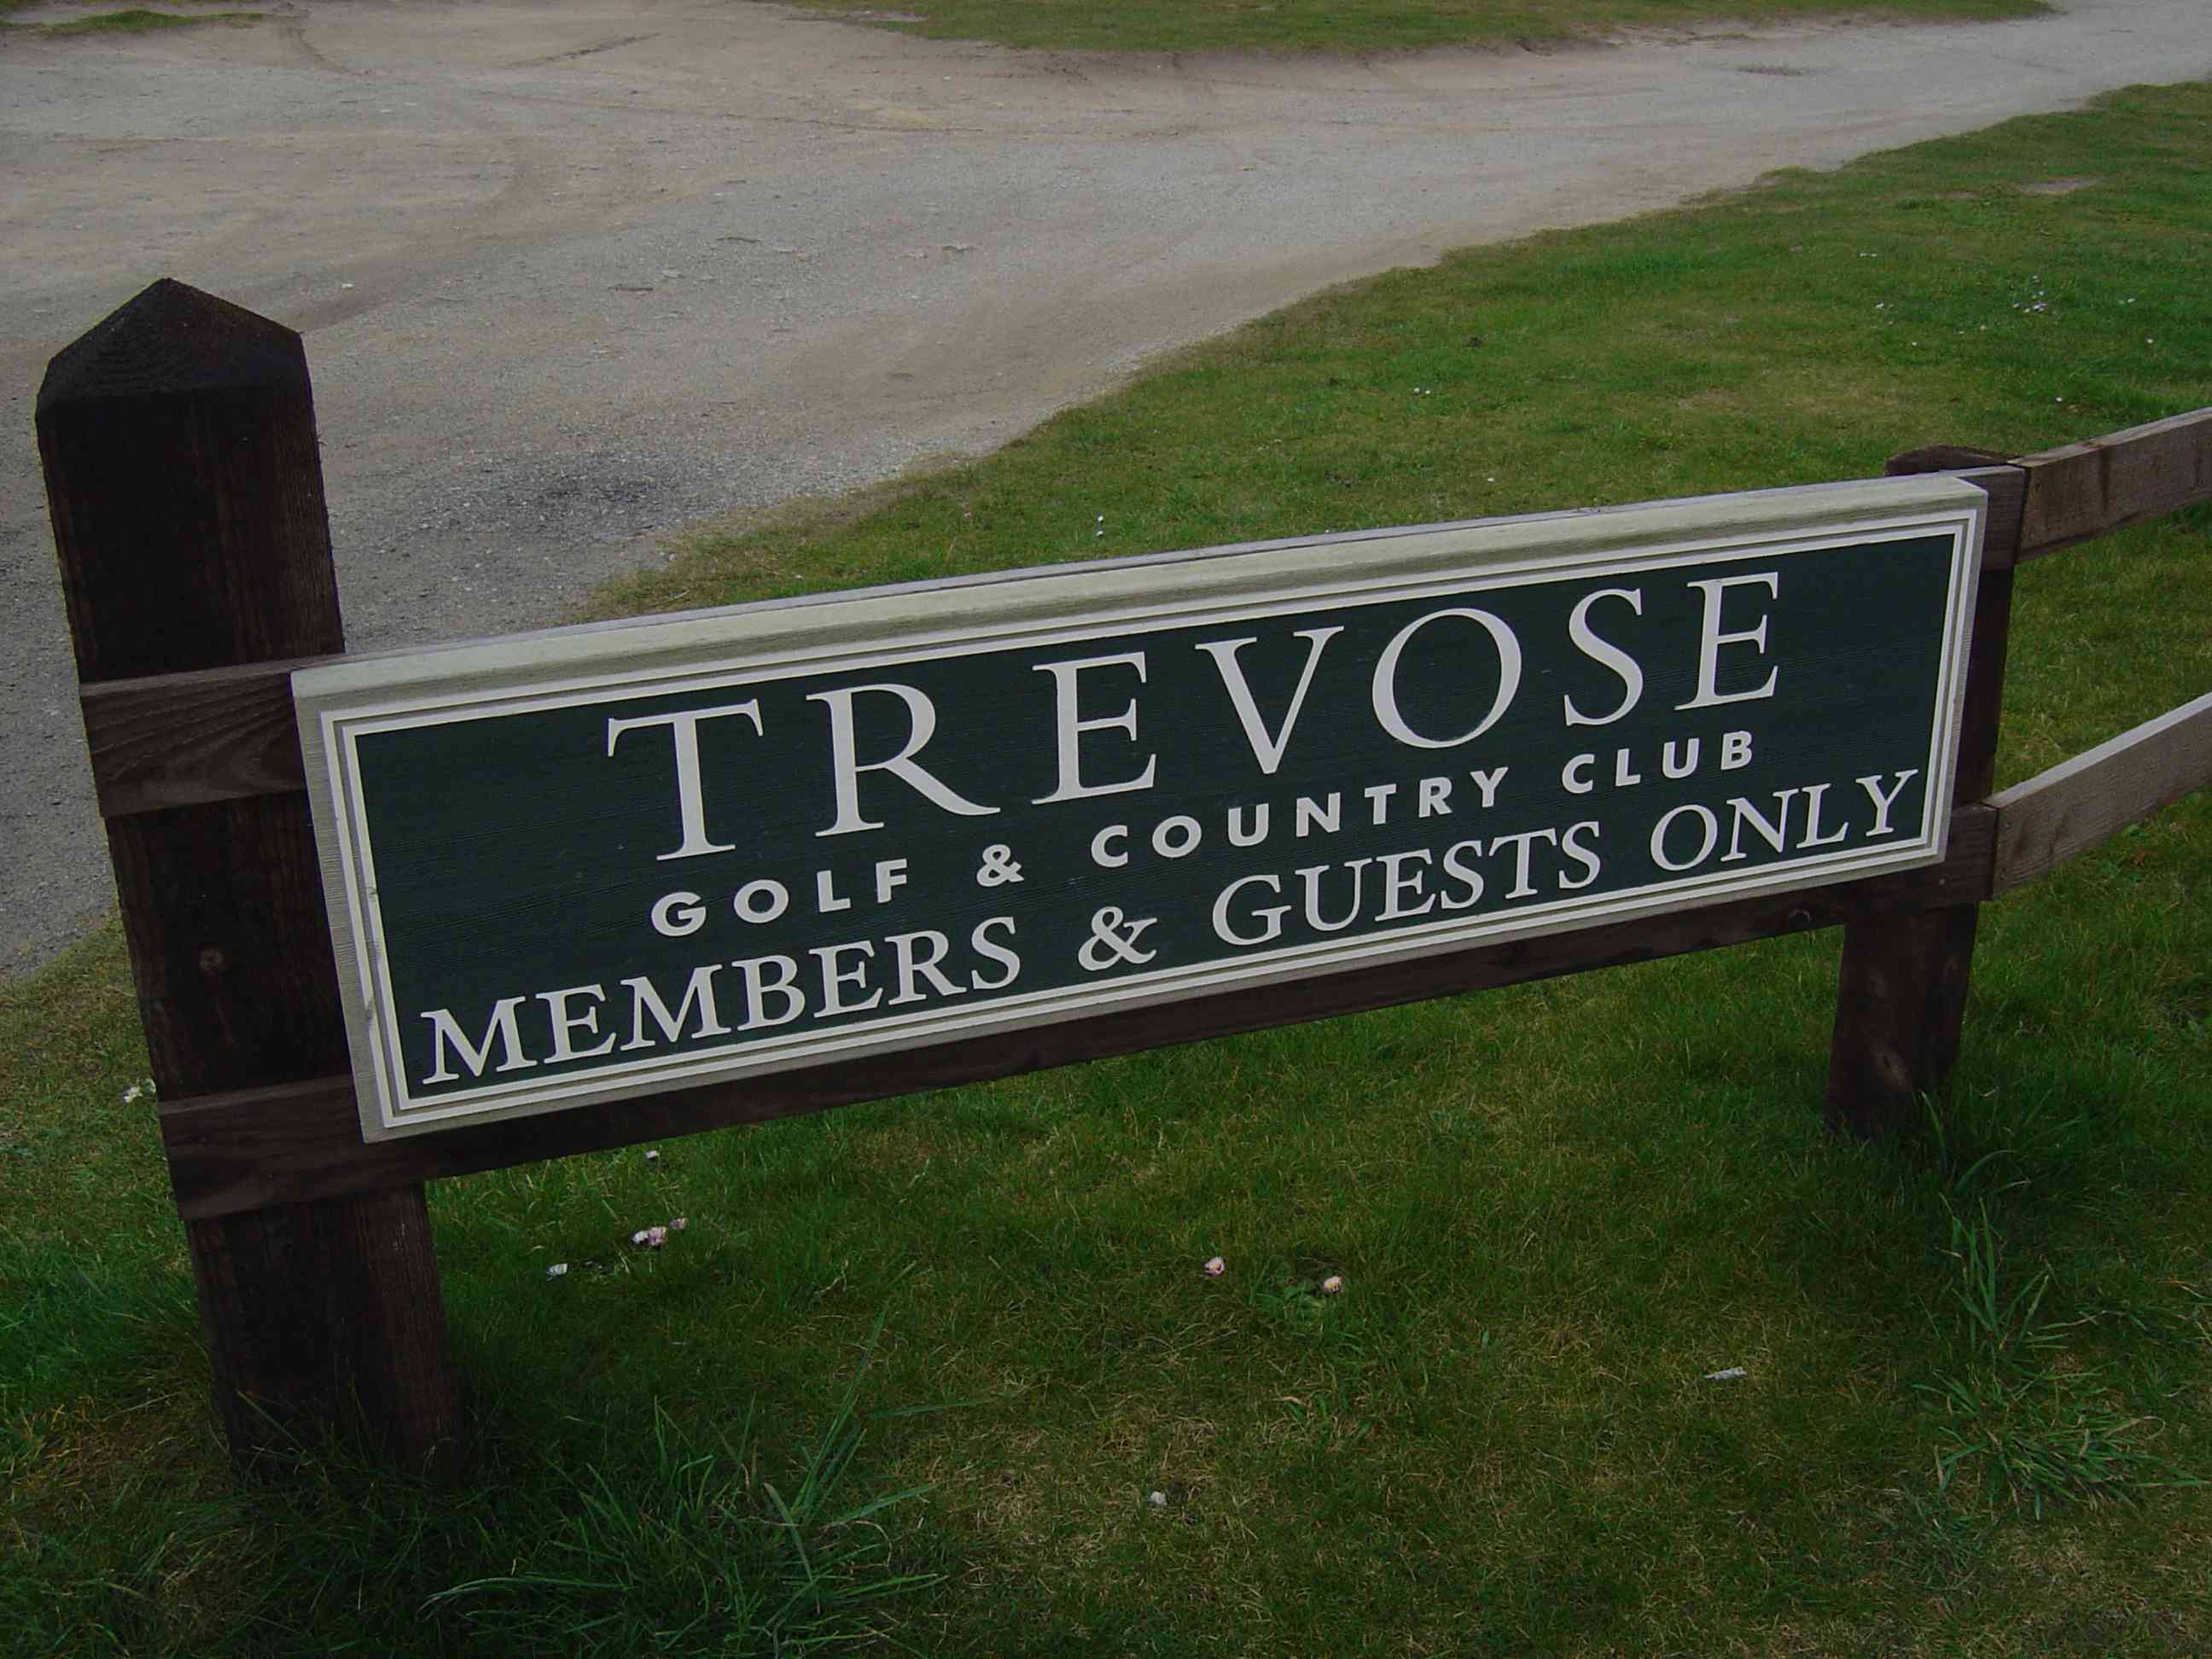 TREVOSE
GOLF & COUNTRY CLUB
MEMBERS & GUESTS ONLY